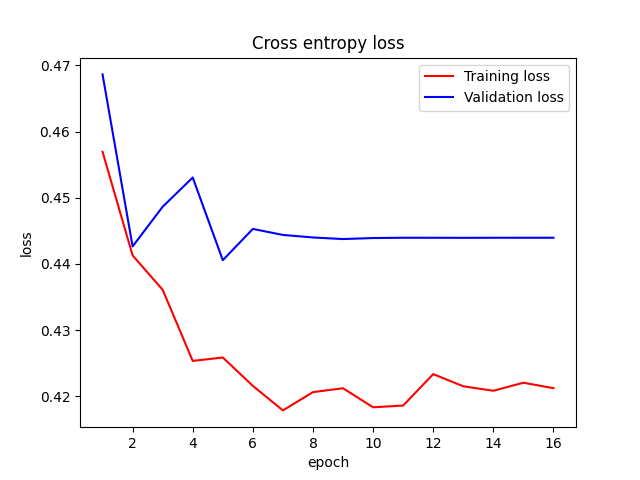 Cross entropy loss
Training loss
Validation loss
0.47
0.46
0.45
0.44
0.43
0.42
loss
2 4 6 8 10 12 14 16
epoch